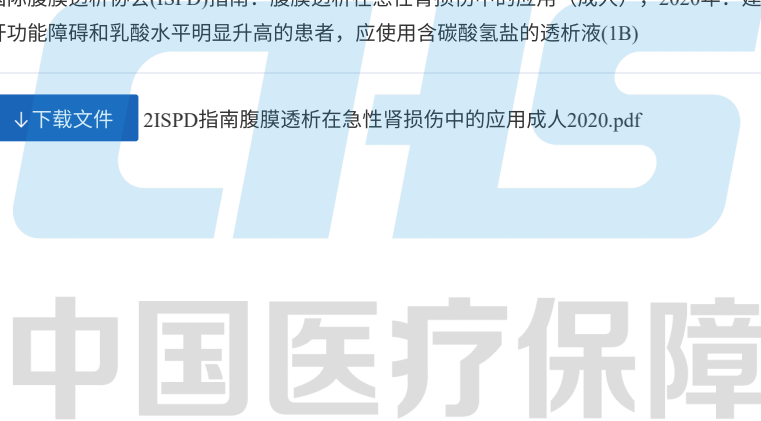 国际腹膜透析协会(ISPD)指南：腹膜透析在急性肾损伤中的应用（成人），2020年：建
肝功能障碍和乳酸水平明显升高的患者，应使用含碳酸氢盐的透析液(1B)
↓下载文件 2ISPD指南腹膜透析在急性肾损伤中的应用成人2020.pdf
CHS
中国医疗保障